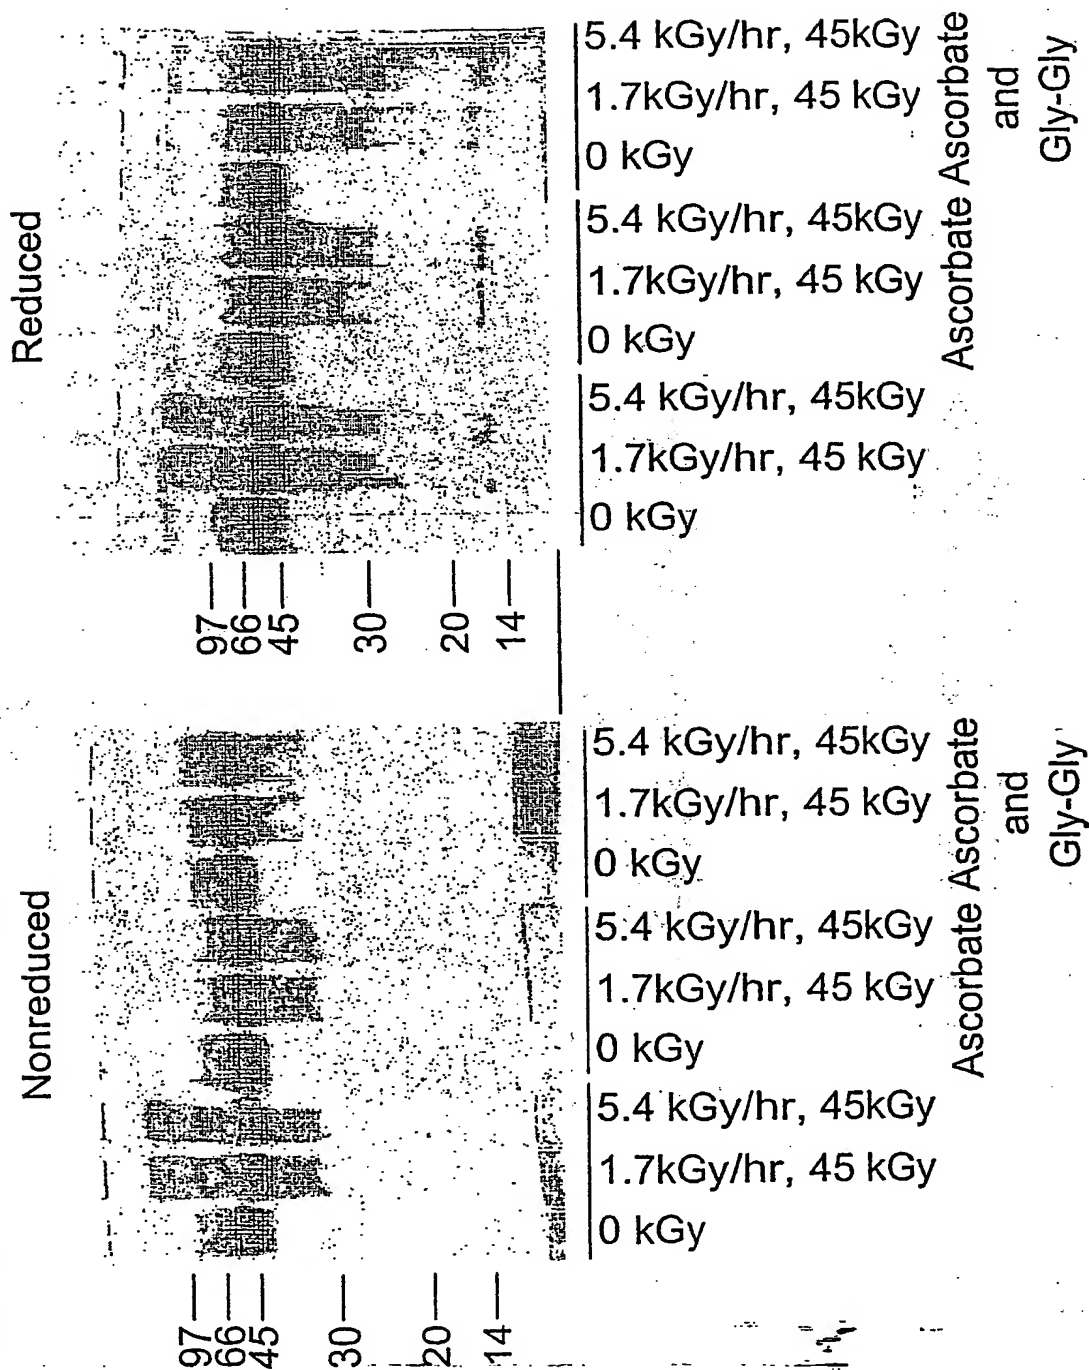 Reduced
97
66
45
30
20
14
5.4 kGy/hr, 45kGy
1.7kGy/hr, 45 kGy
0 kGy
5.4 kGy/hr, 45kGy
1.7kGy/hr, 45 kGy
0 kGy
5.4 kGy/hr, 45kGy
1.7kGy/hr, 45 kGy
0 kGy
Ascorbate
Ascorbate
and
Gly-Gly
Nonreduced
97
66
45
30
20
14
5.4 kGy/hr, 45kGy
1.7kGy/hr, 45 kGy
0 kGy
5.4 kGy/hr, 45kGy
1.7kGy/hr, 45 kGy
0 kGy
5.4 kGy/hr, 45kGy
1.7kGy/hr, 45 kGy
0 kGy
Ascorbate
Ascorbate
and
Gly-Gly